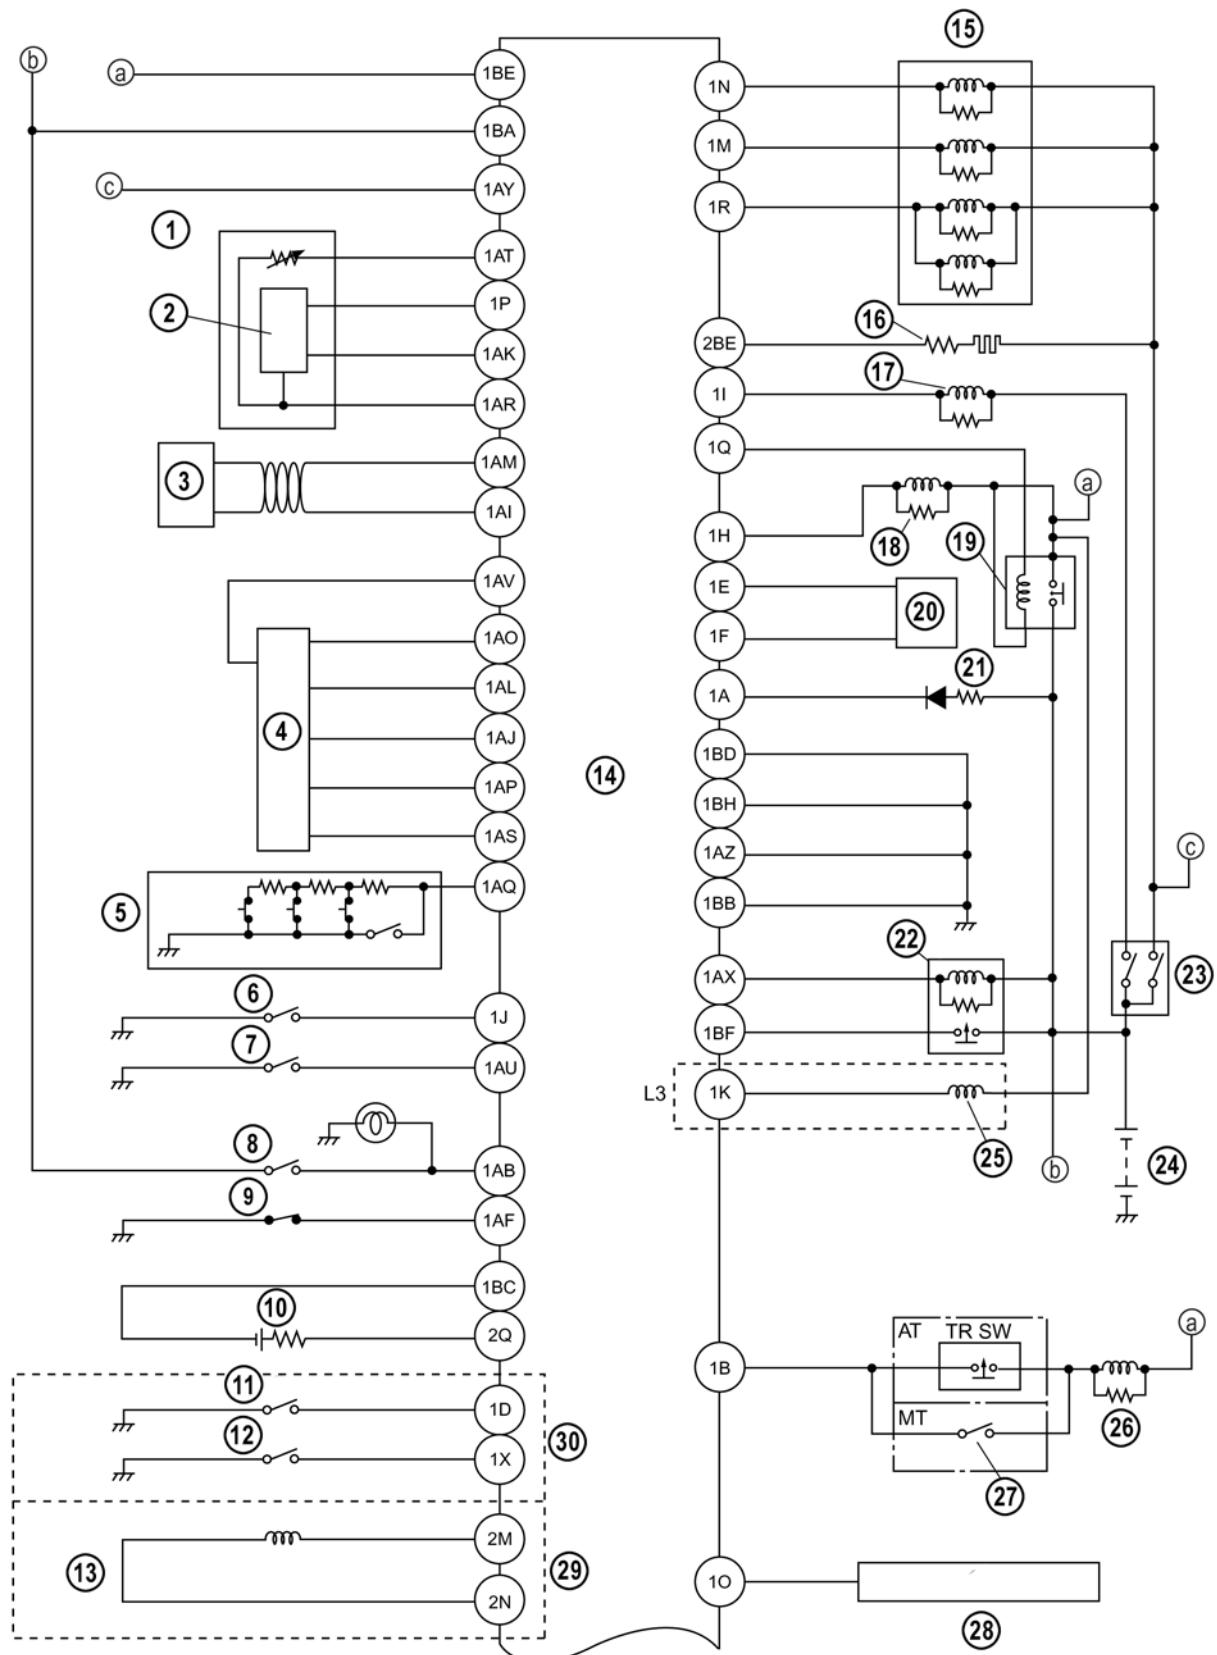 15
b
a
1BE
1N
1BA
1M
c
1AY
1R
1
1AT
2
1P
16
2BE
1AK
17
1I
1AR
1Q
3
1AM
a
1AI
18
19
1H
1AV
1E
20
1AO
1F
21
1AL
1A
4
1AJ
1BD
14
1AP
1BH
1AS
c
1AZ
5
1AQ
1BB
22
1AX
23
6
1J
1BF
7
1AU
L3
1K
8
1AB
25
b
24
9
1AF
1BC
10
2Q
a
AT
TR SW
1B
11
1D
MT
26
12
1X
30
27
13
2M
29
1O
2N
28